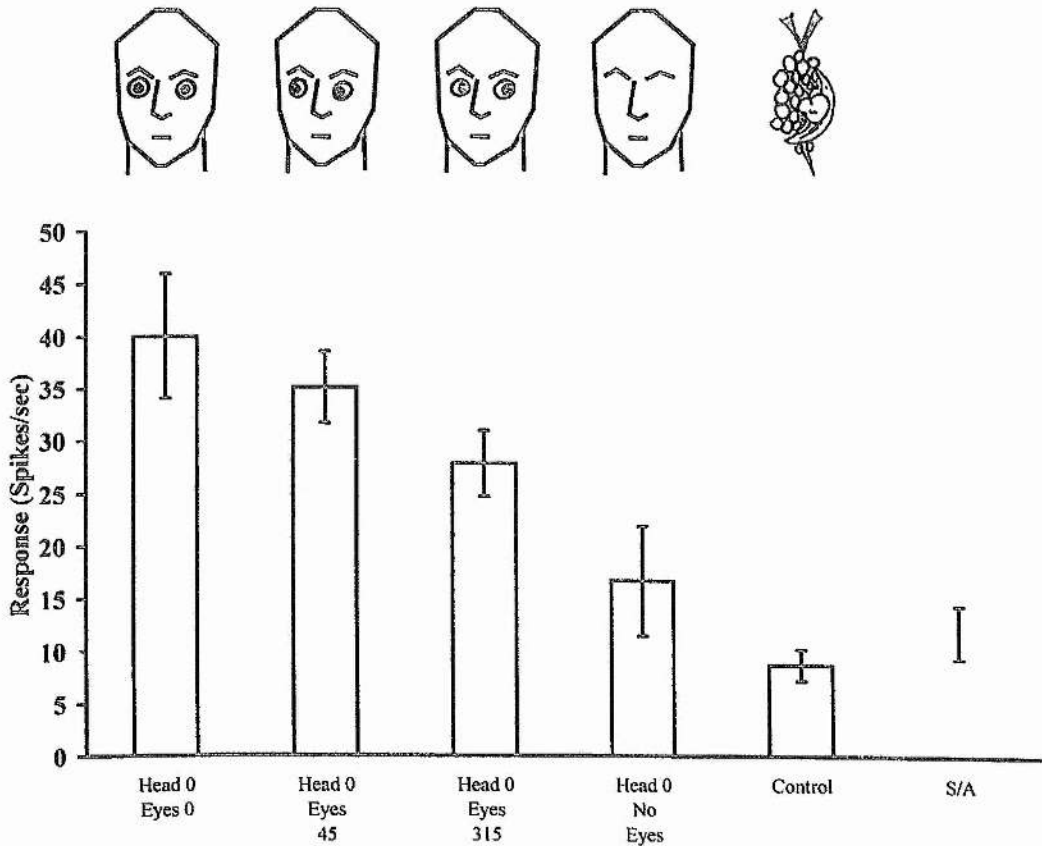 50
45
40
35
30
25
20
15
10
5
0
Response (Spikes/sec)
Head 0
Eyes 0
Head 0
Eyes
45
Head 0
Eyes
315
Head 0
No
Eyes
Control
S/A